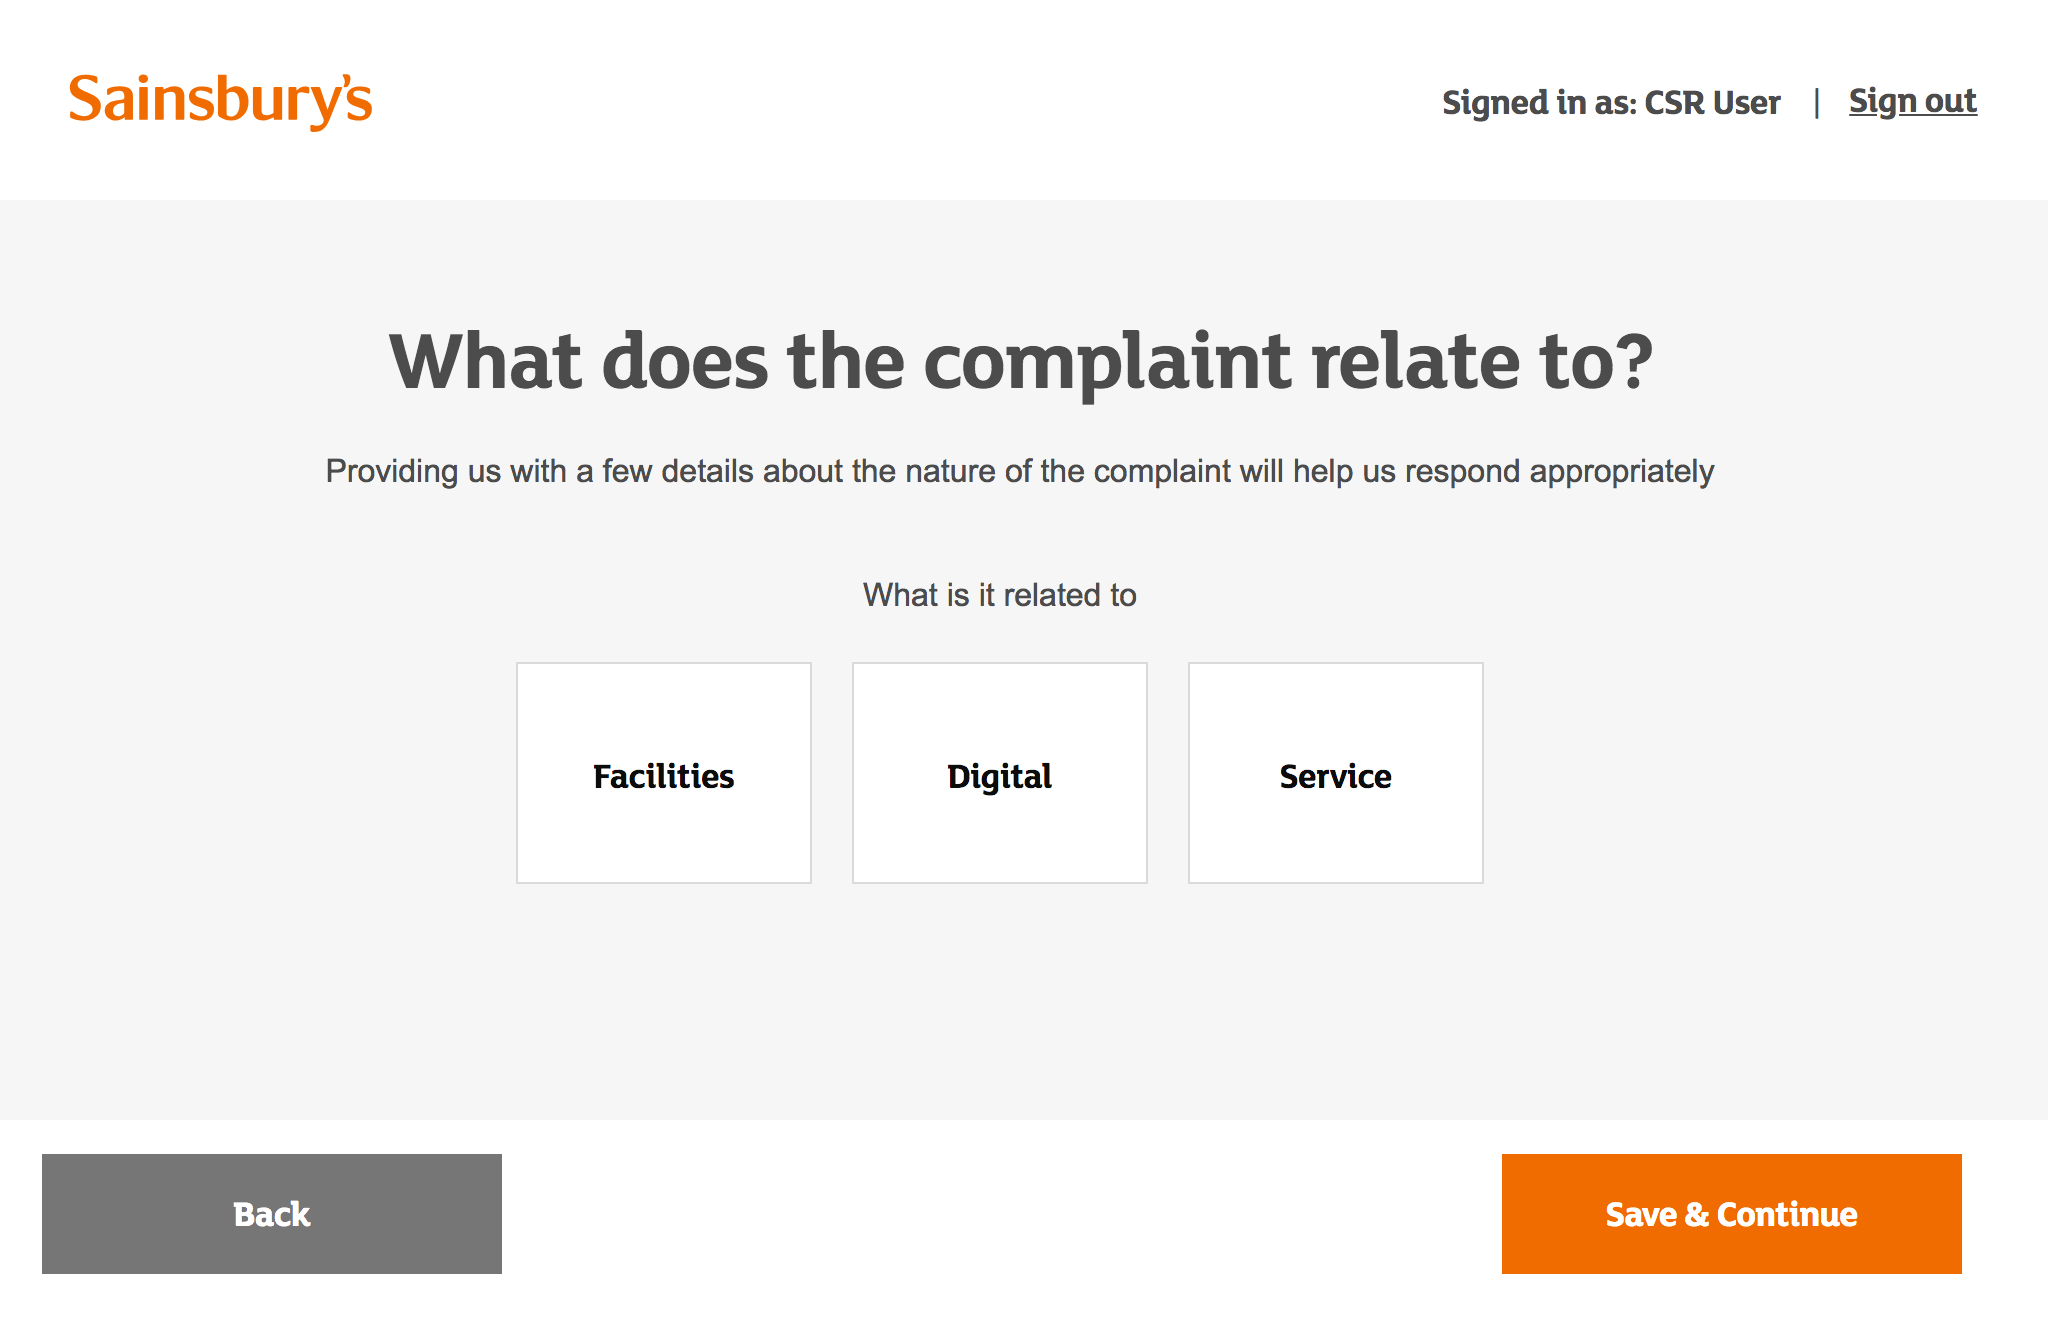 Sainsbury's
Signed in as: CSR User | Sign out
What does the complaint relate to?
Providing us with a few details about the nature of the complaint will help us respond appropriately
What is it related to
Facilities
Digital
Service
Back
Save & Continue